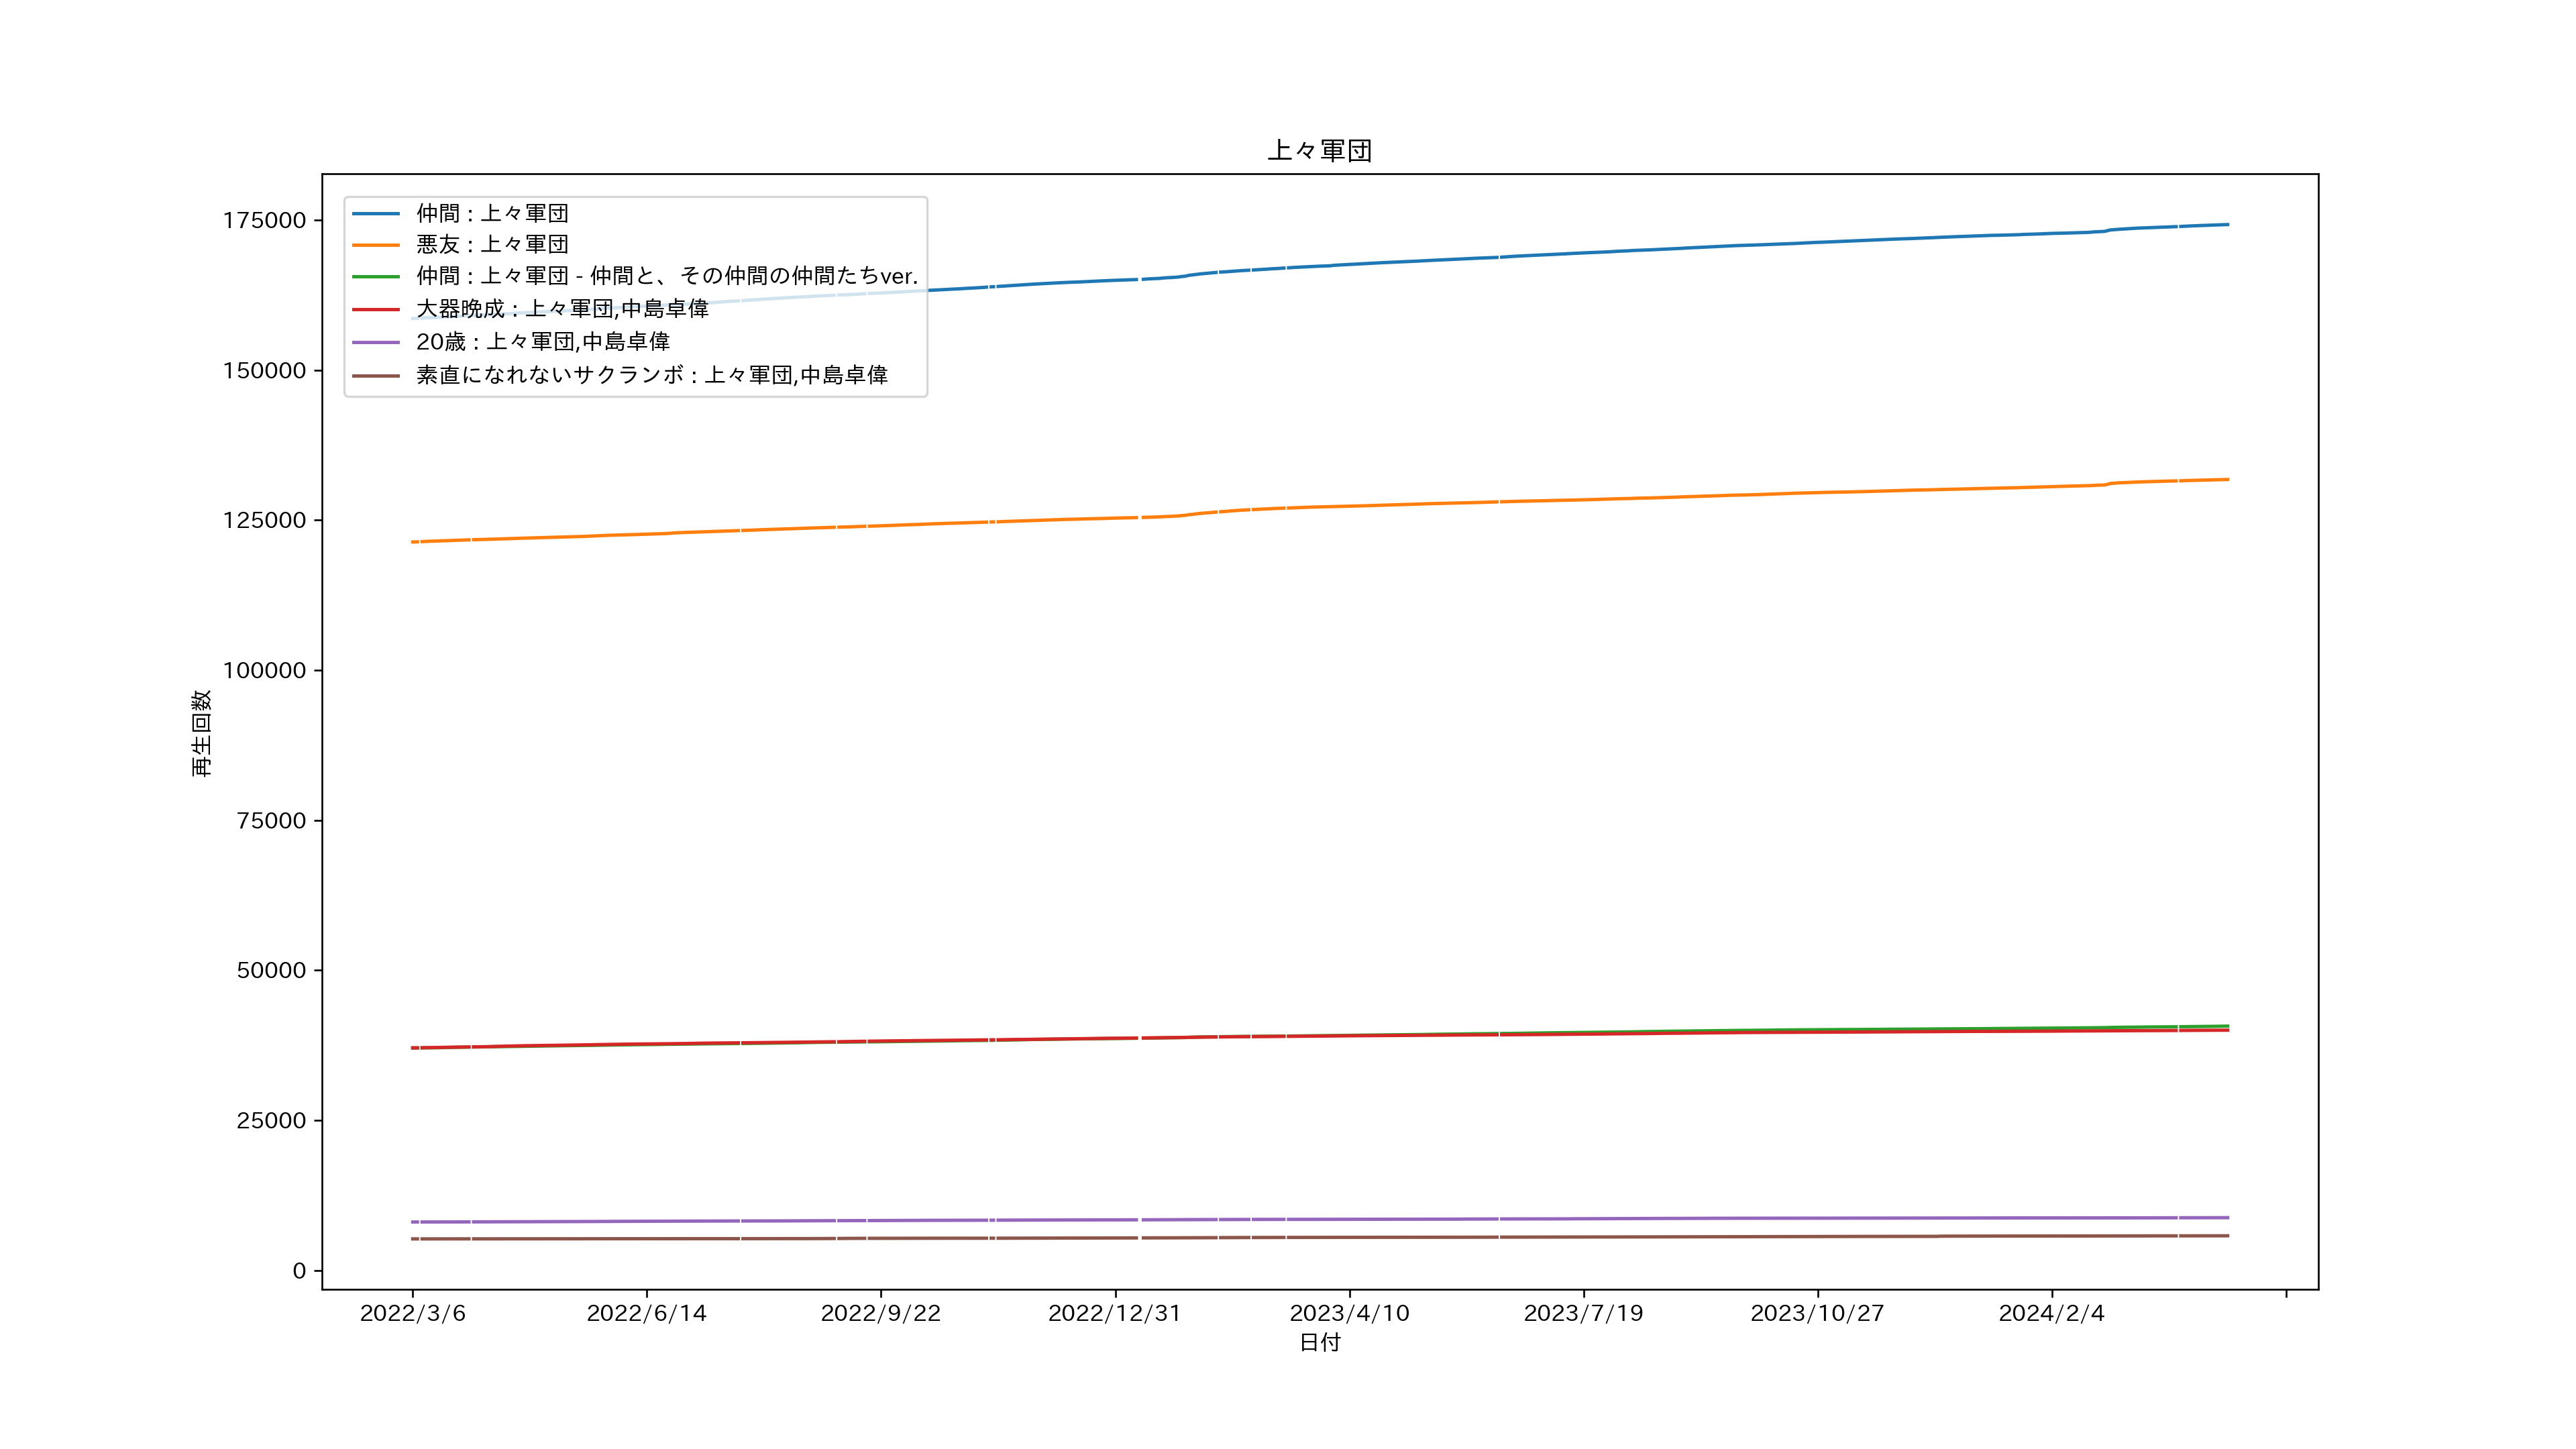 上々軍団
仲間 : 上々軍団
悪友 : 上々軍団
仲間 : 上々軍団 - 仲間と、その仲間の仲間たちver.
大器晩成 : 上々軍団,中島卓偉
20歳 : 上々軍団,中島卓偉
素直になれないサクランボ : 上々軍団,中島卓偉
175000
150000
125000
100000
75000
50000
25000
0
再生回数
2022/3/6
2022/6/14
2022/9/22
2022/12/31
2023/4/10
2023/7/19
2023/10/27
2024/2/4
日付